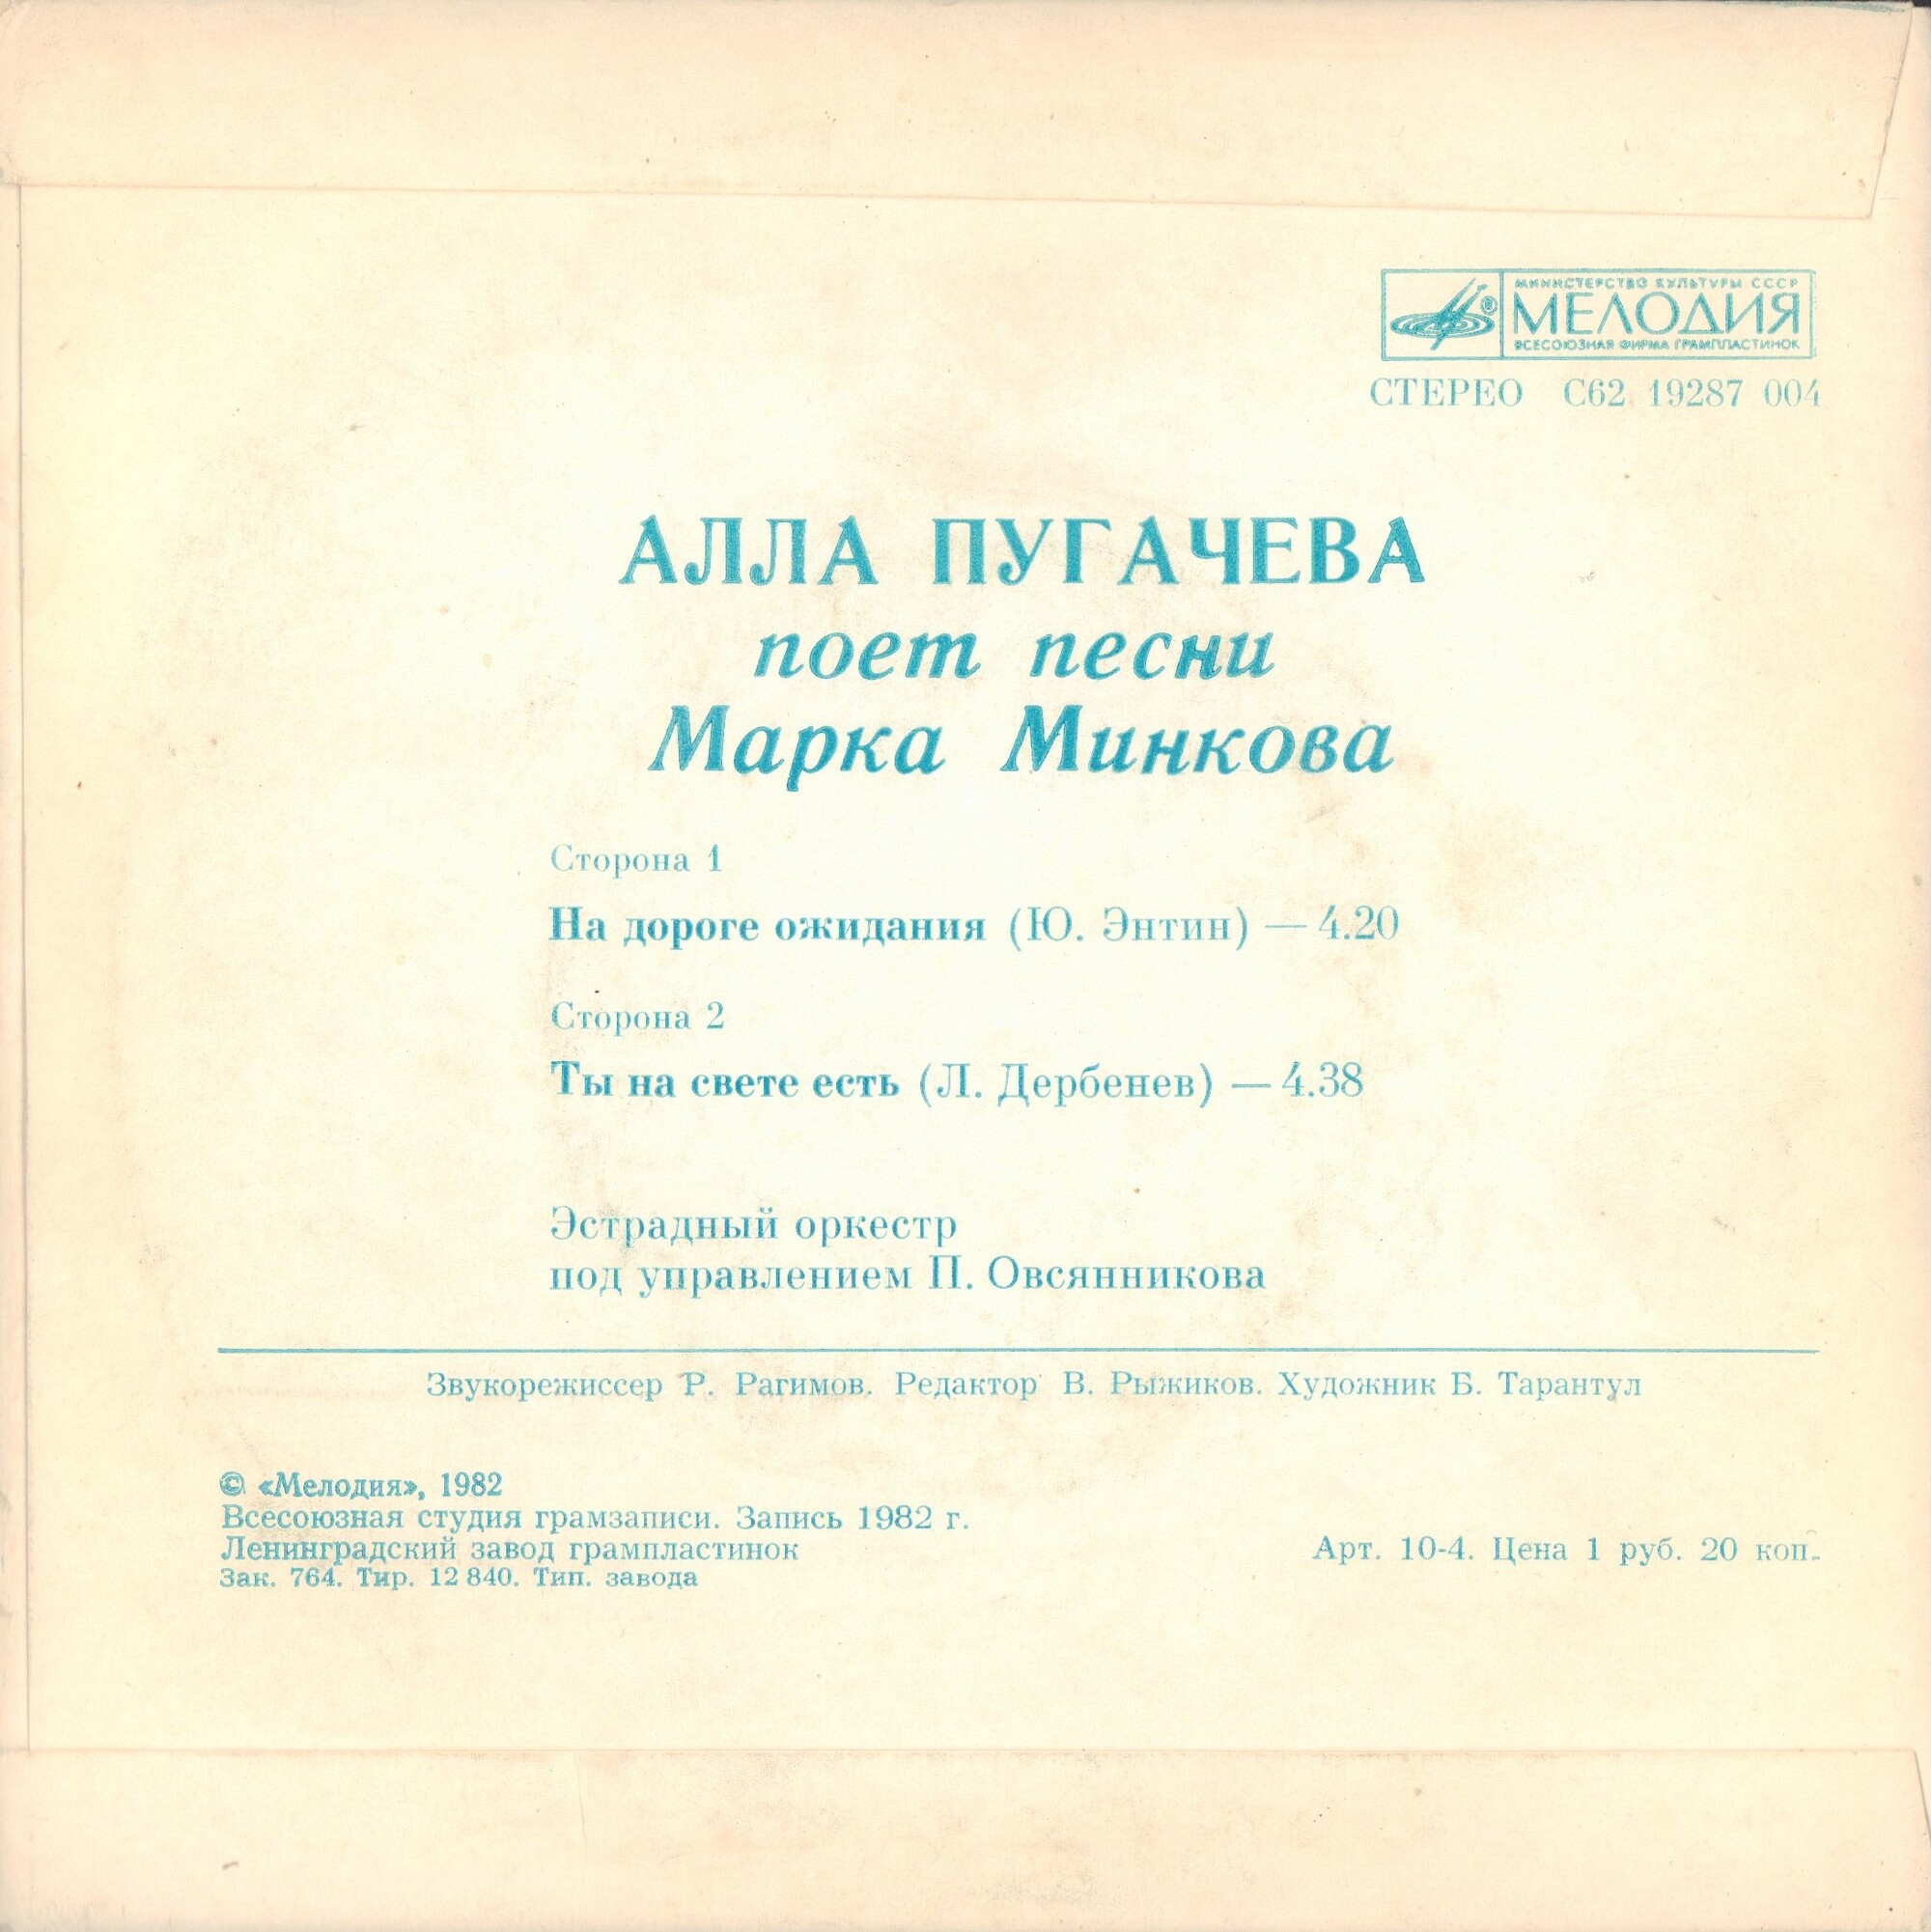 МИНИСТЕРСТВО КУЛЬТУРЫ СССР
МЕЛОДИЯ
ВСЕСОЮЗНАЯ ФИРМА ГРАМПЛАСТИНОК
СТЕРЕО С62 19287 004
АЛЛА ПУГАЧЕВА
поет песни
Марка Минкова
Сторона 1
На дороге ожидания (Ю. Энтин) — 4.20
Сторона 2
Ты на свете есть (Л. Дербенев) — 4.38
Эстрадный оркестр
под управлением П. Овсянникова
Звукорежиссер Р. Рагимов. Редактор В. Рыжиков. Художник Б. Тарантул
© «Мелодия», 1982
Всесоюзная студия грамзаписи. Запись 1982 г.
Ленинградский завод грампластинок
Арт. 10-4. Цена 1 руб. 20 коп.
Зак. 764. Тир. 12 840. Тип. завода